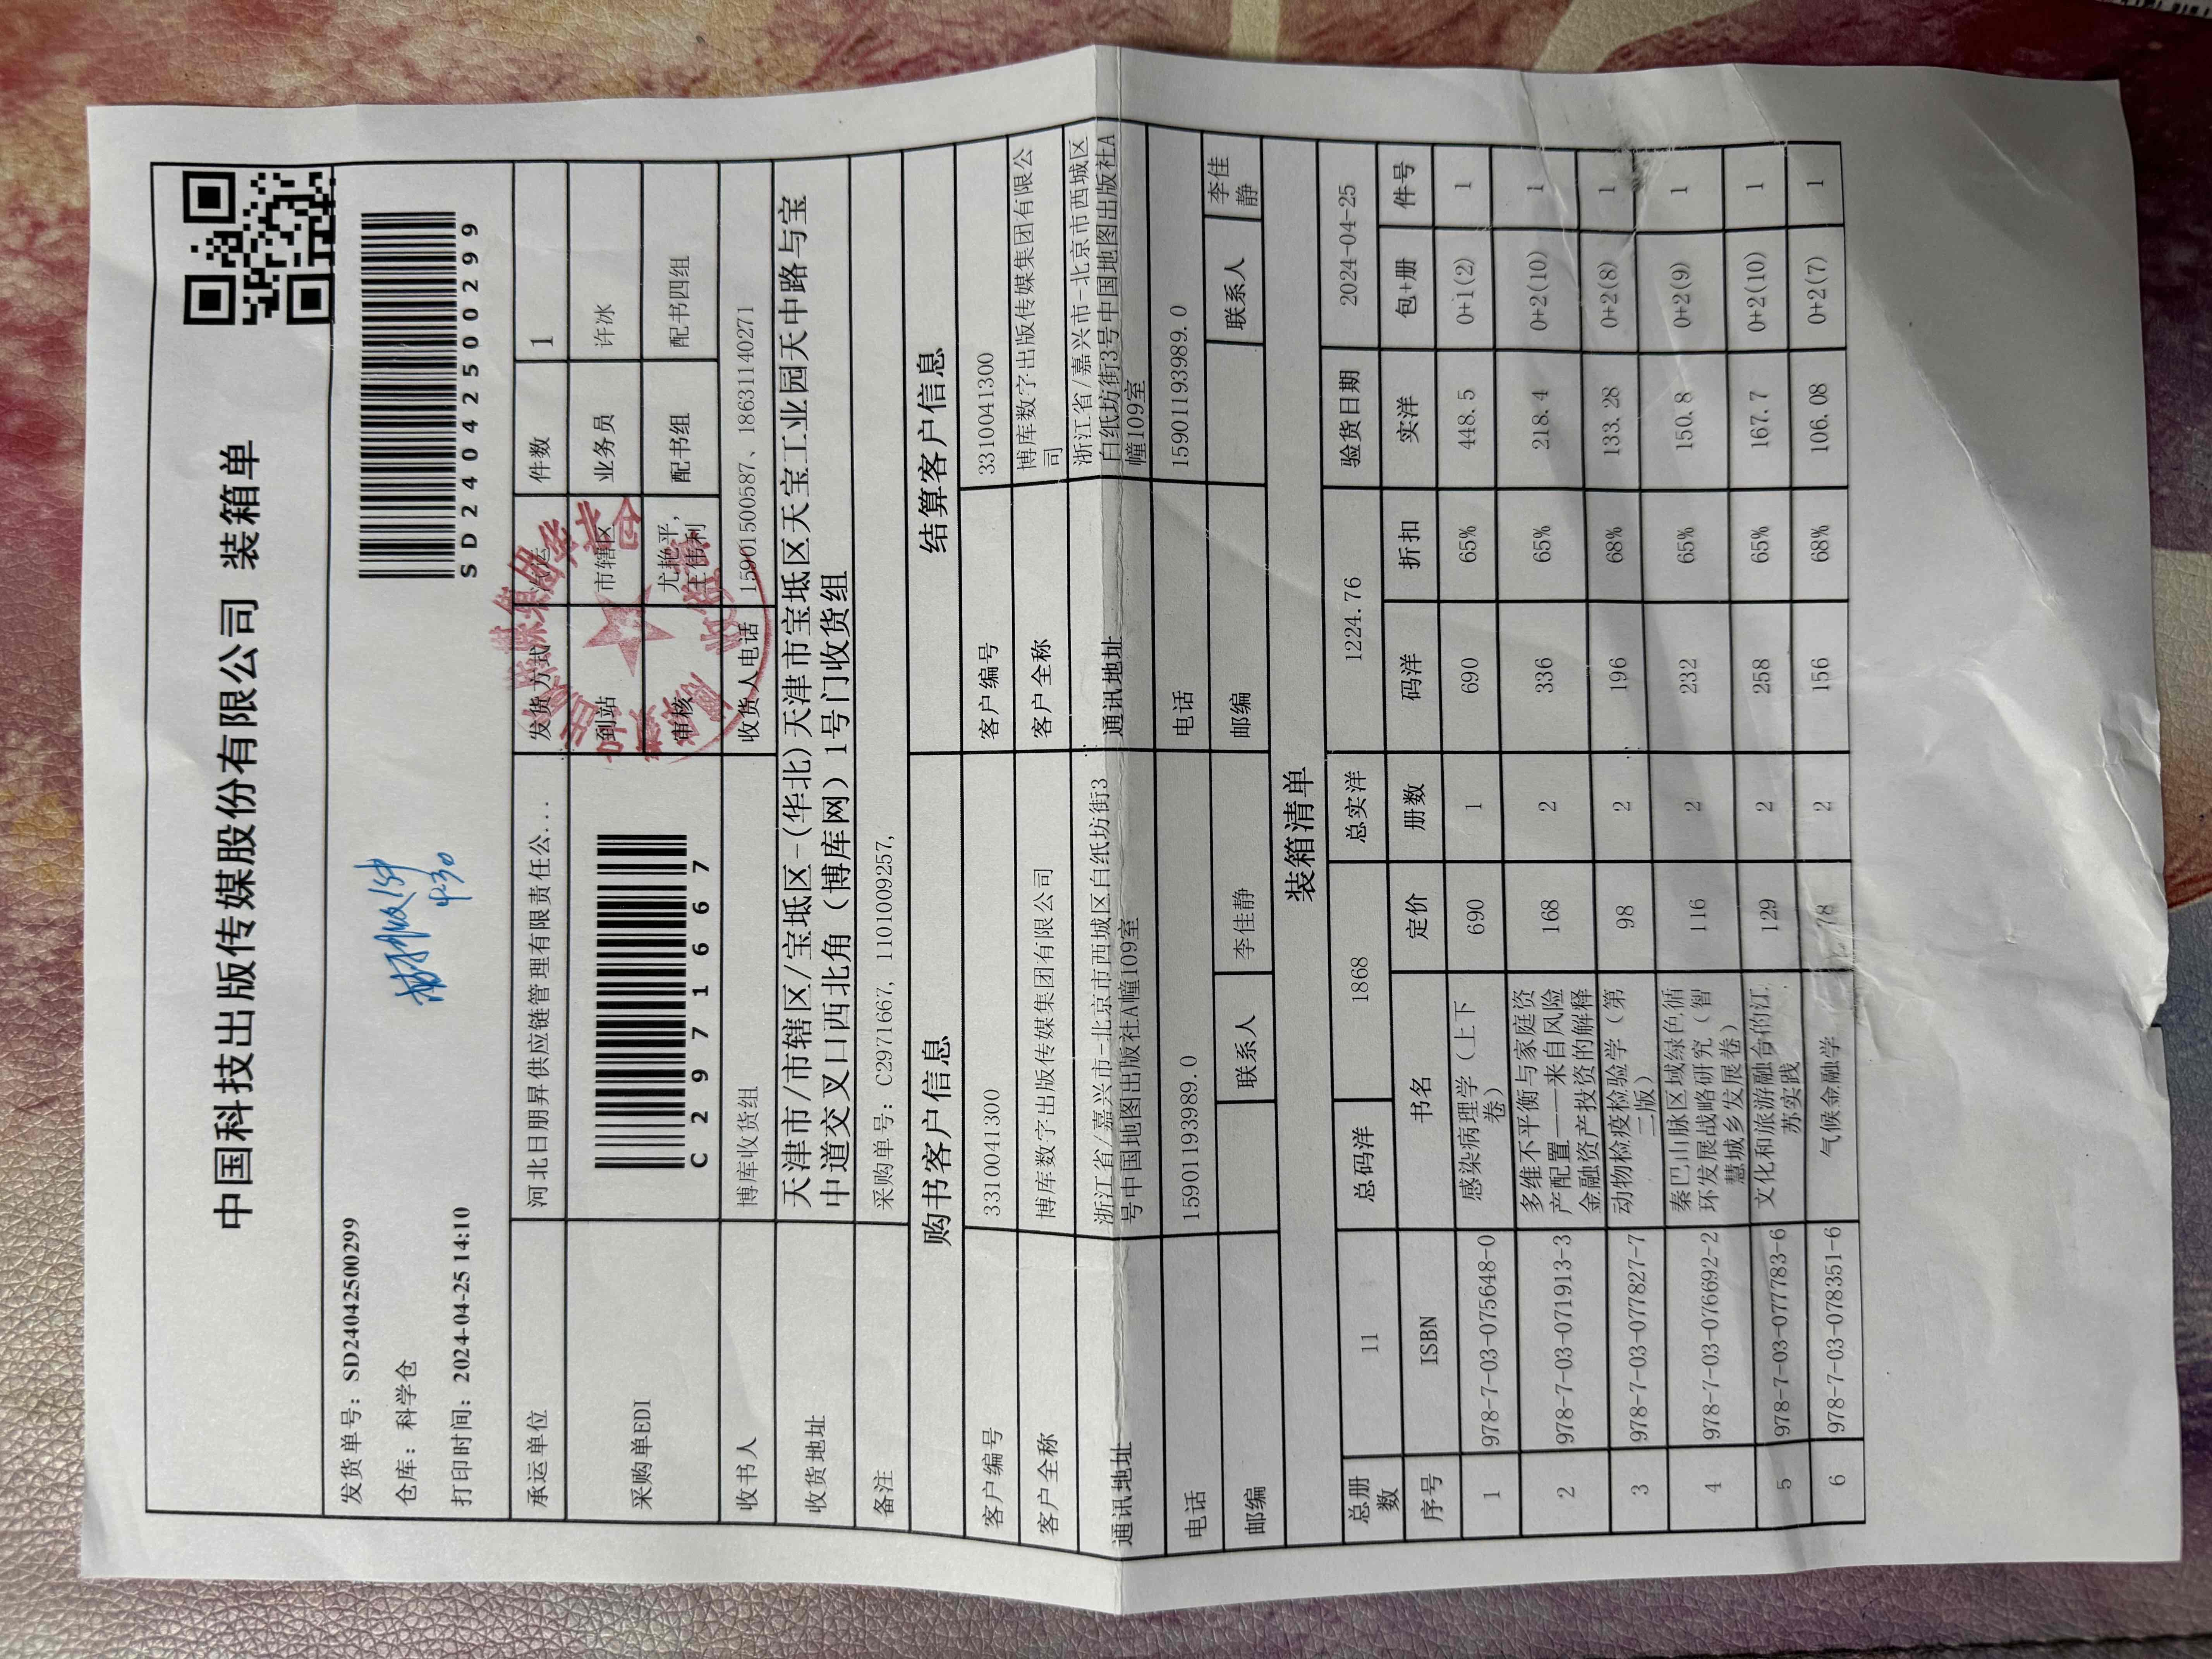 中国科技出版传媒股份有限公司 装箱单
发货单号：SD24042500299
仓库：科学仓
打印时间：2024-04-25 14:10
SD24042500299
4-30
承运单位 河北日朋昇供应链管理有限责任公... 发货方式 件数 1
采购单EDI C2971667 到站 市辖区 业务员 许冰
审核 尤艳平, 王伟利 配书组 配书四组
收书人 博库收货组 收货人电话 15901500587、18631140271
收货地址 天津市/市辖区/宝坻区-(华北)天津市宝坻区天宝工业园天中路与宝
中道交叉口西北角（博库网）1号门收货组
备注 采购单号：C2971667, 1101009257,
购书客户信息 结算客户信息
客户编号 3310041300 客户编号 3310041300
客户全称 博库数字出版传媒集团有限公司 客户全称 博库数字出版传媒集团有限公
司
通讯地址 浙江省/嘉兴市-北京市西城区白纸坊街3
号中国地图出版社A幢109室
通讯地址 浙江省/嘉兴市-北京市西城区
白纸坊街3号中国地图出版社A
幢109室
电话 15901193989.0 电话 15901193989.0
邮编 联系人 李佳静 邮编 联系人 李佳
静
装箱清单
总册
数 11 总码洋 1868 总实洋 1224.76 验货日期 2024-04-25
序号 ISBN 书名 定价 册数 码洋 折扣 实洋 包+册 件号
1 978-7-03-075648-0 感染病理学（上下
卷） 690 1 690 65% 448.5 0+1(2) 1
2 978-7-03-071913-3 多维不平衡与家庭资
产配置——来自风险
金融资产投资的解释 168 2 336 65% 218.4 0+2(10) 1
3 978-7-03-077827-7 动物检疫检验学（第
二版） 98 2 196 68% 133.28 0+2(8) 1
4 978-7-03-076692-2 秦巴山脉区域绿色循
环发展战略研究（智
慧城乡发展卷） 116 2 232 65% 150.8 0+2(9) 1
5 978-7-03-077783-6 文化和旅游融合的江
苏实践 129 2 258 65% 167.7 0+2(10) 1
6 978-7-03-078351-6 气候金融学 78 2 156 68% 106.08 0+2(7) 1